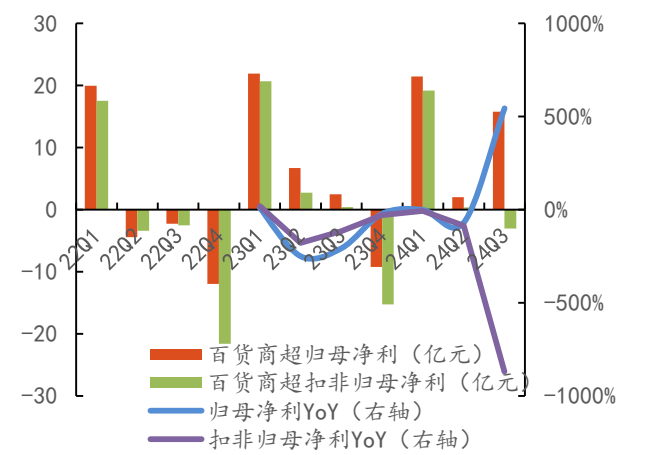 30
20
10
0
-10
-20
-30
1000%
500%
0%
-500%
-1000%
22Q1
22Q2
22Q3
22Q4
23Q1
23Q2
23Q3
23Q4
24Q1
24Q2
24Q3
百货商超归母净利（亿元）
百货商超扣非归母净利（亿元）
归母净利YoY（右轴）
扣非归母净利YoY（右轴）